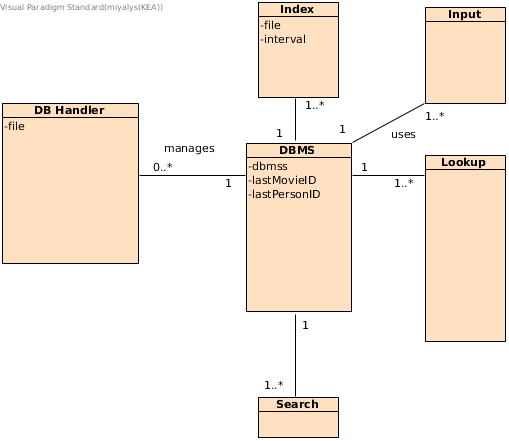 Visual Paradigm Standard(miyalys(KEA))
Index
-file
-interval
1..*
1
Input
1..*
1
uses
DB Handler
-file
manages
0..*
1
DBMS
-dbmss
-lastMovieID
-lastPersonID
1
1..*
Lookup
1
1..*
Search